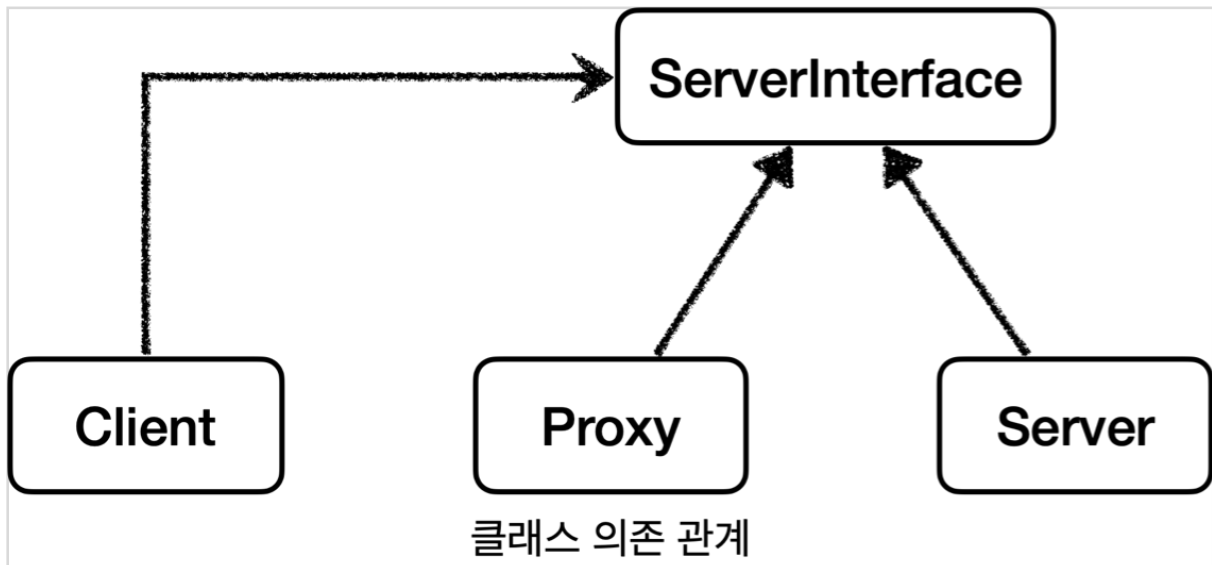 ServerInterface
Client
Proxy
Server
클래스 의존 관계